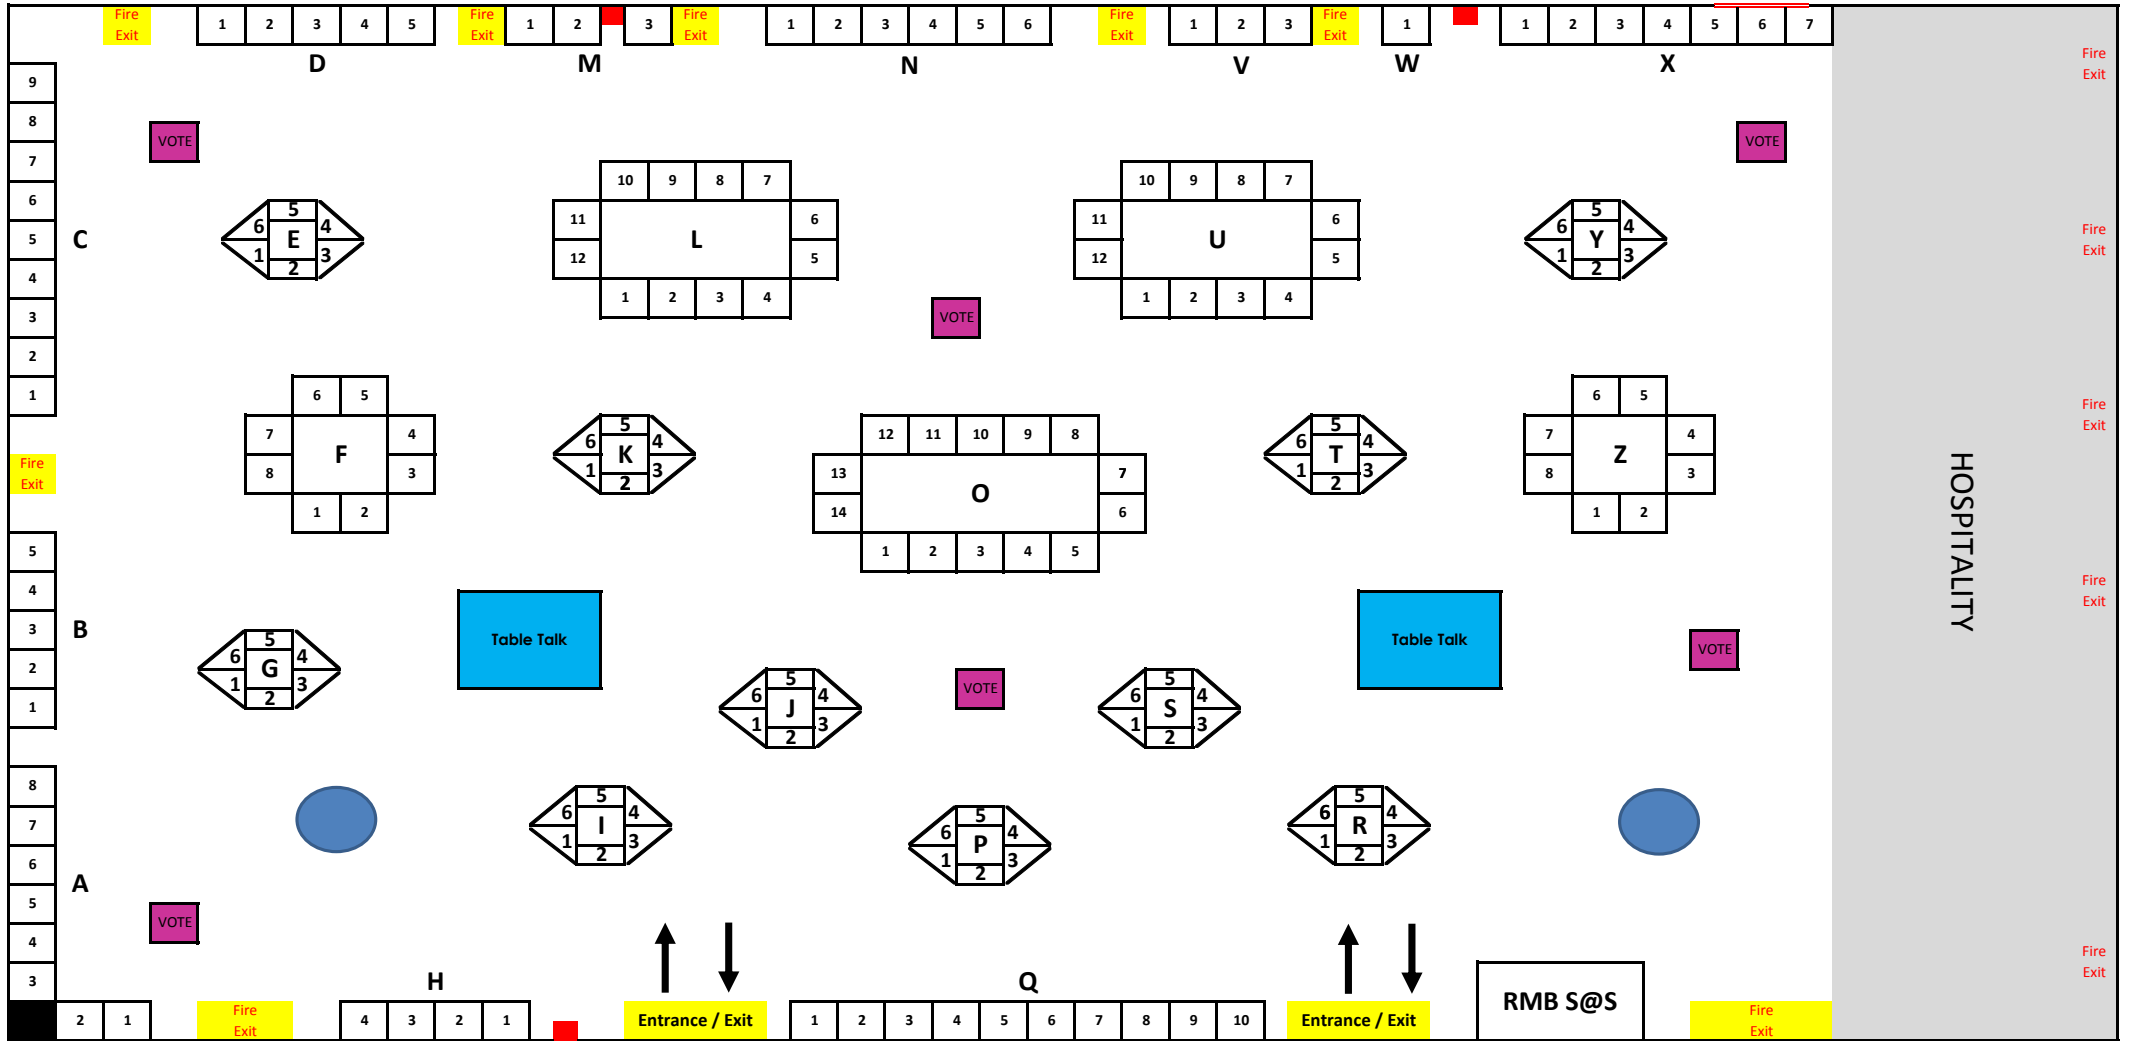 Fire Exit 1 2 3 4 5 Fire Exit 1 2 3 Fire Exit 1 2 3 4 5 6 Fire Exit 1 2 3 Fire Exit 1 1 2 3 4 5 6 7
D M N V W X
Fire Exit
9
8
7
6
5
4
3
2
1
C
VOTE
VOTE
5
6 E 4
1 3
2
10 9 8 7
11 L 6
12 5
1 2 3 4
10 9 8 7
11 U 6
12 5
1 2 3 4
5
6 Y 4
1 3
2
Fire Exit
VOTE
6 5
7 F 4
8 3
1 2
5
6 K 4
1 3
2
12 11 10 9 8
13 O 7
14 6
1 2 3 4 5
5
6 T 4
1 3
2
6 5
7 Z 4
8 3
1 2
Fire Exit
HOSPITALITY
Fire Exit
5
4
3
2
1
B
5
6 G 4
1 3
2
Table Talk
Table Talk
Fire Exit
VOTE
5
6 J 4
1 3
2
VOTE
5
6 S 4
1 3
2
8
7
6
5
4
3
A
5
6 I 4
1 3
2
5
6 P 4
1 3
2
5
6 R 4
1 3
2
VOTE
Fire Exit
H Q
RMB S@S
2 1 Fire Exit 4 3 2 1 Entrance / Exit 1 2 3 4 5 6 7 8 9 10 Entrance / Exit Fire Exit